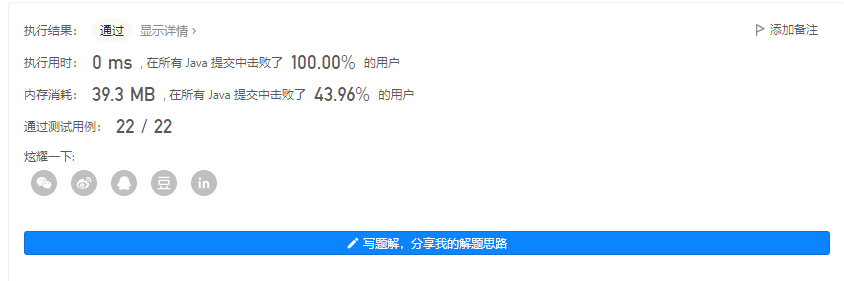 执行结果： 通过 显示详情 > 添加备注
执行用时： 0 ms , 在所有 Java 提交中击败了 100.00% 的用户
内存消耗： 39.3 MB , 在所有 Java 提交中击败了 43.96% 的用户
通过测试用例： 22 / 22
炫耀一下:
豆 in
写题解，分享我的解题思路